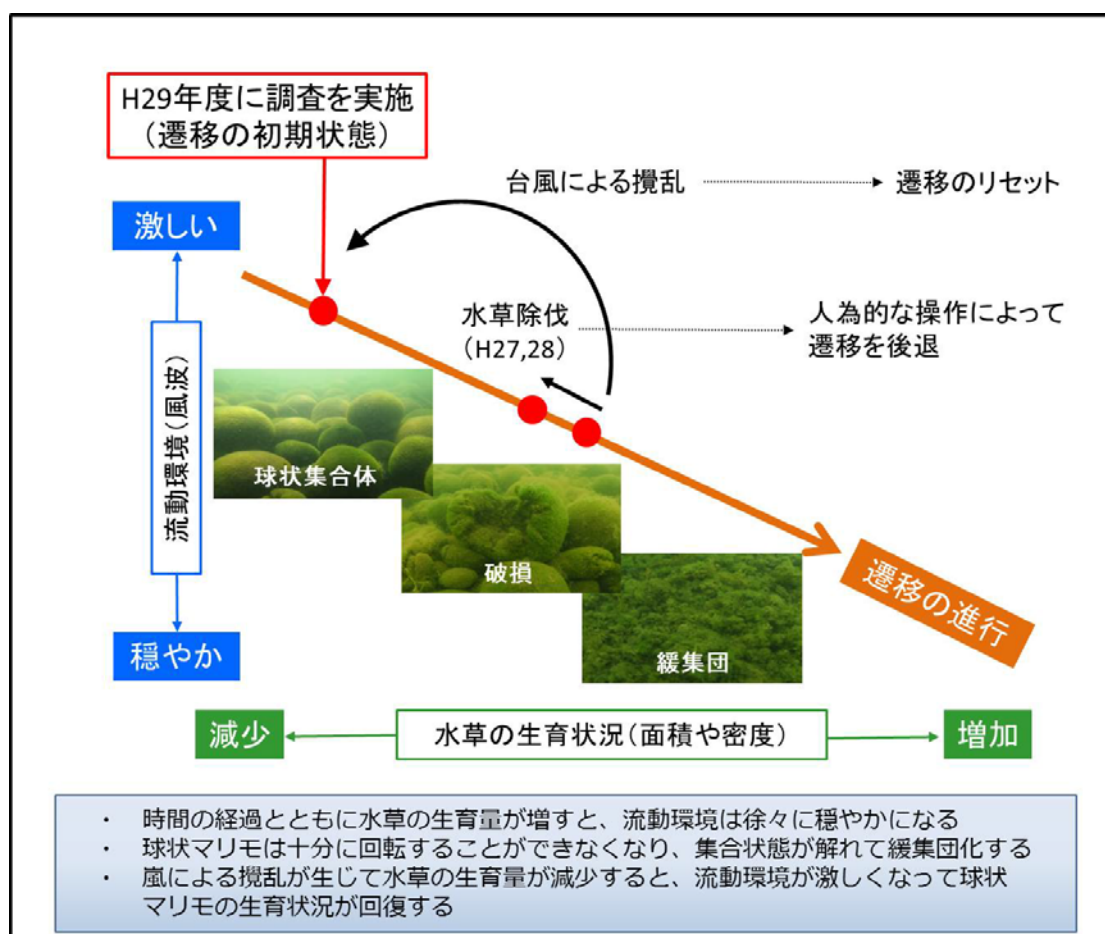 H29年度に調査を実施
（遷移の初期状態）
台風による攪乱
遷移のリセット
激しい
水草除伐
（H27,28）
人為的な操作によって
遷移を後退
流動環境（風波）
球状集合体
破損
緩集団
遷移の進行
穏やか
減少
水草の生育状況（面積や密度）
増加
・ 時間の経過とともに水草の生育量が増すと、流動環境は徐々に穏やかになる
・ 球状マリモは十分に回転することができなくなり、集合状態が解れて緩集団化する
・ 嵐による攪乱が生じて水草の生育量が減少すると、流動環境が激しくなって球状
マリモの生育状況が回復する